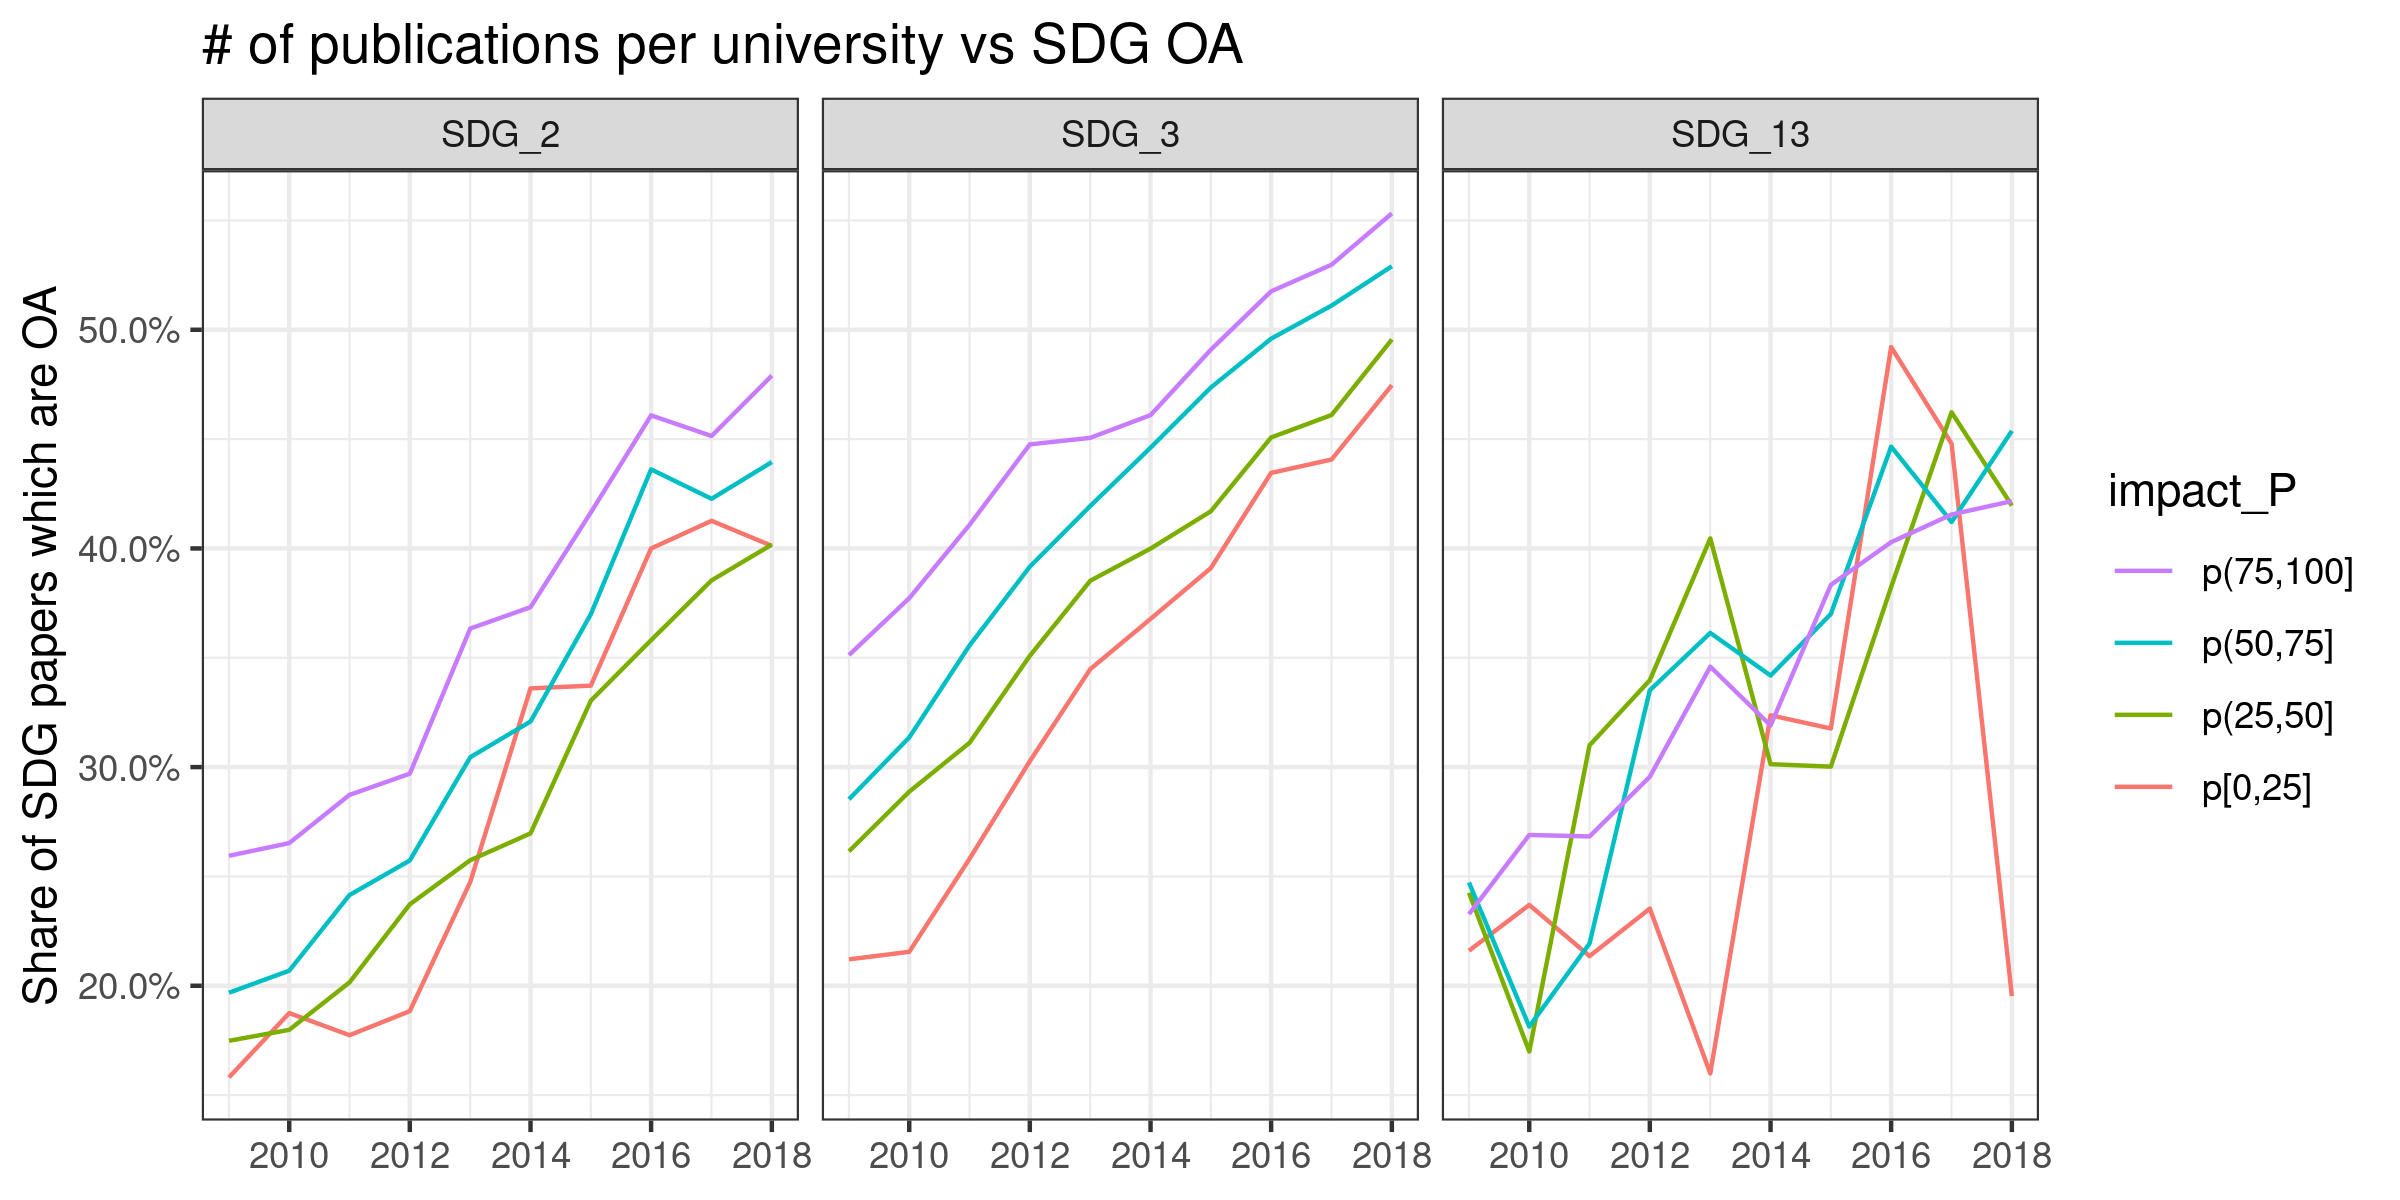 # of publications per university vs SDG OA
SDG_2
SDG_3
SDG_13
Share of SDG papers which are OA
50.0%
40.0%
30.0%
20.0%
2010 2012 2014 2016 2018
2010 2012 2014 2016 2018
2010 2012 2014 2016 2018
impact_P
p(75,100]
p(50,75]
p(25,50]
p[0,25]